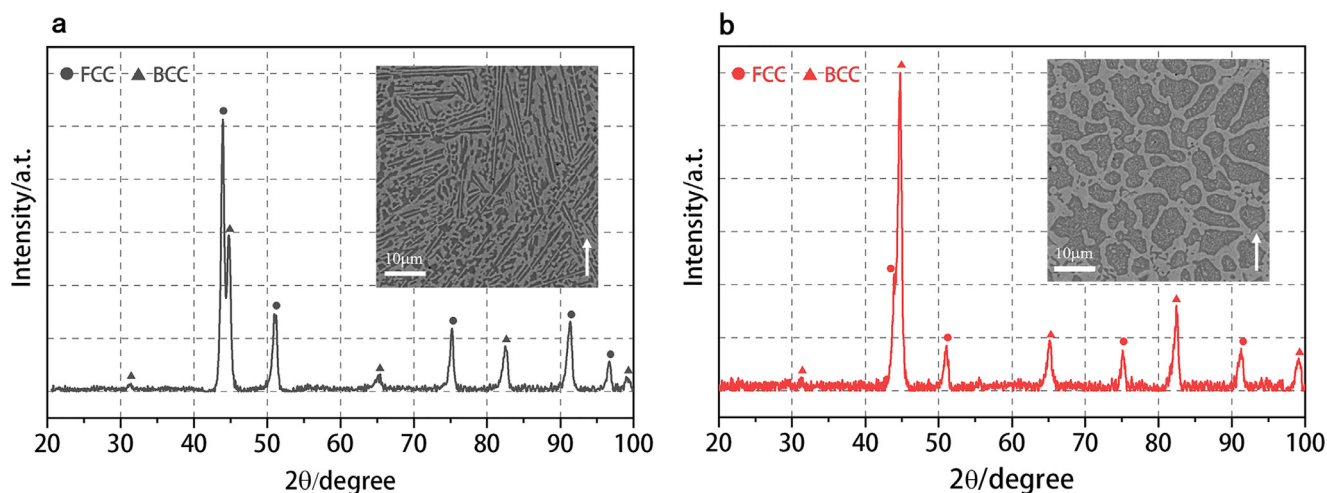 a
● FCC ▲ BCC
10μm
Intensity/a.t.
20 30 40 50 60 70 80 90 100
2θ/degree
b
● FCC ▲ BCC
10μm
Intensity/a.t.
20 30 40 50 60 70 80 90 100
2θ/degree